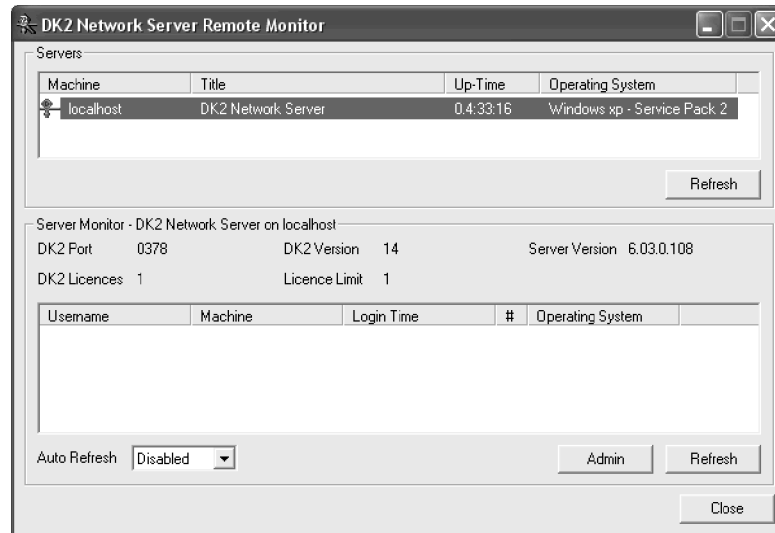 DK2 Network Server Remote Monitor
Servers
Machine Title Up-Time Operating System
localhost DK2 Network Server 0.4:33:16 Windows xp - Service Pack 2
Refresh
Server Monitor - DK2 Network Server on localhost
DK2 Port 0378 DK2 Version 14 Server Version 6.03.0.108
DK2 Licences 1 Licence Limit 1
Username Machine Login Time # Operating System
Auto Refresh Disabled Admin Refresh
Close